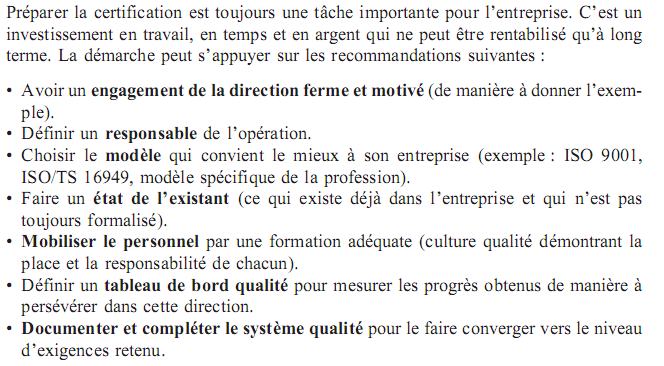 Préparer la certification est toujours une tâche importante pour l’entreprise. C’est un
investissement en travail, en temps et en argent qui ne peut être rentabilisé qu’à long
terme. La démarche peut s’appuyer sur les recommandations suivantes :
• Avoir un engagement de la direction ferme et motivé (de manière à donner l’exem-
ple).
• Définir un responsable de l’opération.
• Choisir le modèle qui convient le mieux à son entreprise (exemple : ISO 9001,
ISO/TS 16949, modèle spécifique de la profession).
• Faire un état de l’existant (ce qui existe déjà dans l’entreprise et qui n’est pas
toujours formalisé).
• Mobiliser le personnel par une formation adéquate (culture qualité démontrant la
place et la responsabilité de chacun).
• Définir un tableau de bord qualité pour mesurer les progrès obtenus de manière à
persévérer dans cette direction.
• Documenter et compléter le système qualité pour le faire converger vers le niveau
d’exigences retenu.